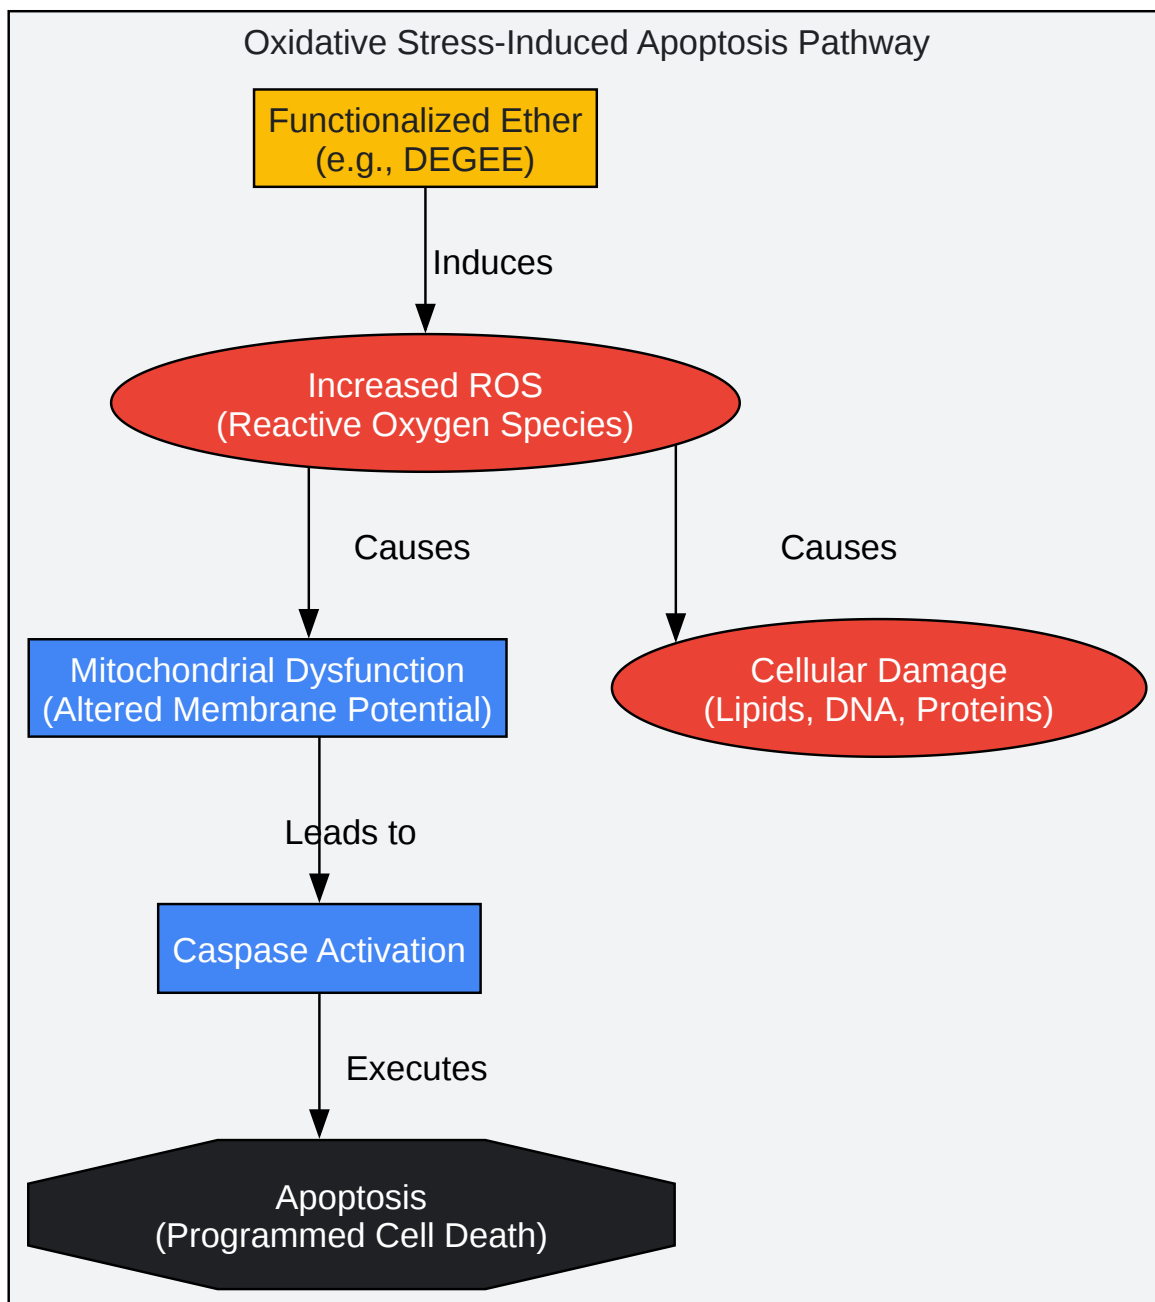 Oxidative Stress-Induced Apoptosis Pathway
Functionalized Ether
(e.g., DEGEE)
Induces
Increased ROS
(Reactive Oxygen Species)
Causes
Causes
Mitochondrial Dysfunction
(Altered Membrane Potential)
Cellular Damage
(Lipids, DNA, Proteins)
Leads to
Caspase Activation
Executes
Apoptosis
(Programmed Cell Death)